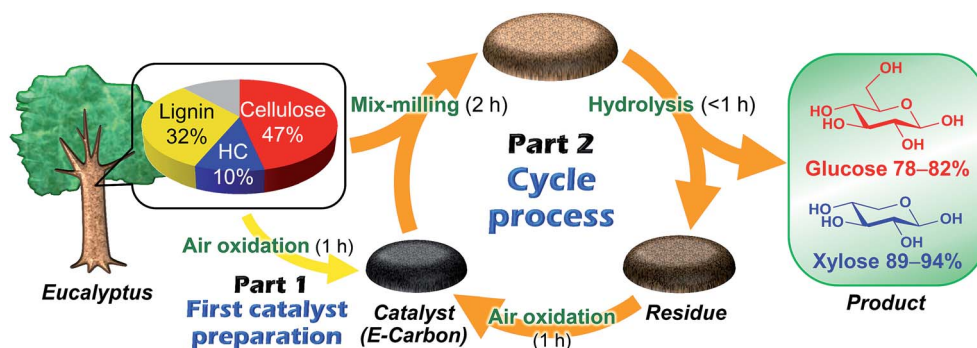 Lignin
32%
Cellulose
47%
HC
10%
Eucalyptus
Air oxidation (1 h)
Part 1
First catalyst
preparation
Mix-milling (2 h)
Catalyst
(E-Carbon)
Part 2
Cycle
process
Hydrolysis (<1 h)
Air oxidation
(1 h)
Residue
OH
HO
HO
O
OH
OH
Glucose 78–82%
HO
HO
O
OH
OH
Xylose 89–94%
Product